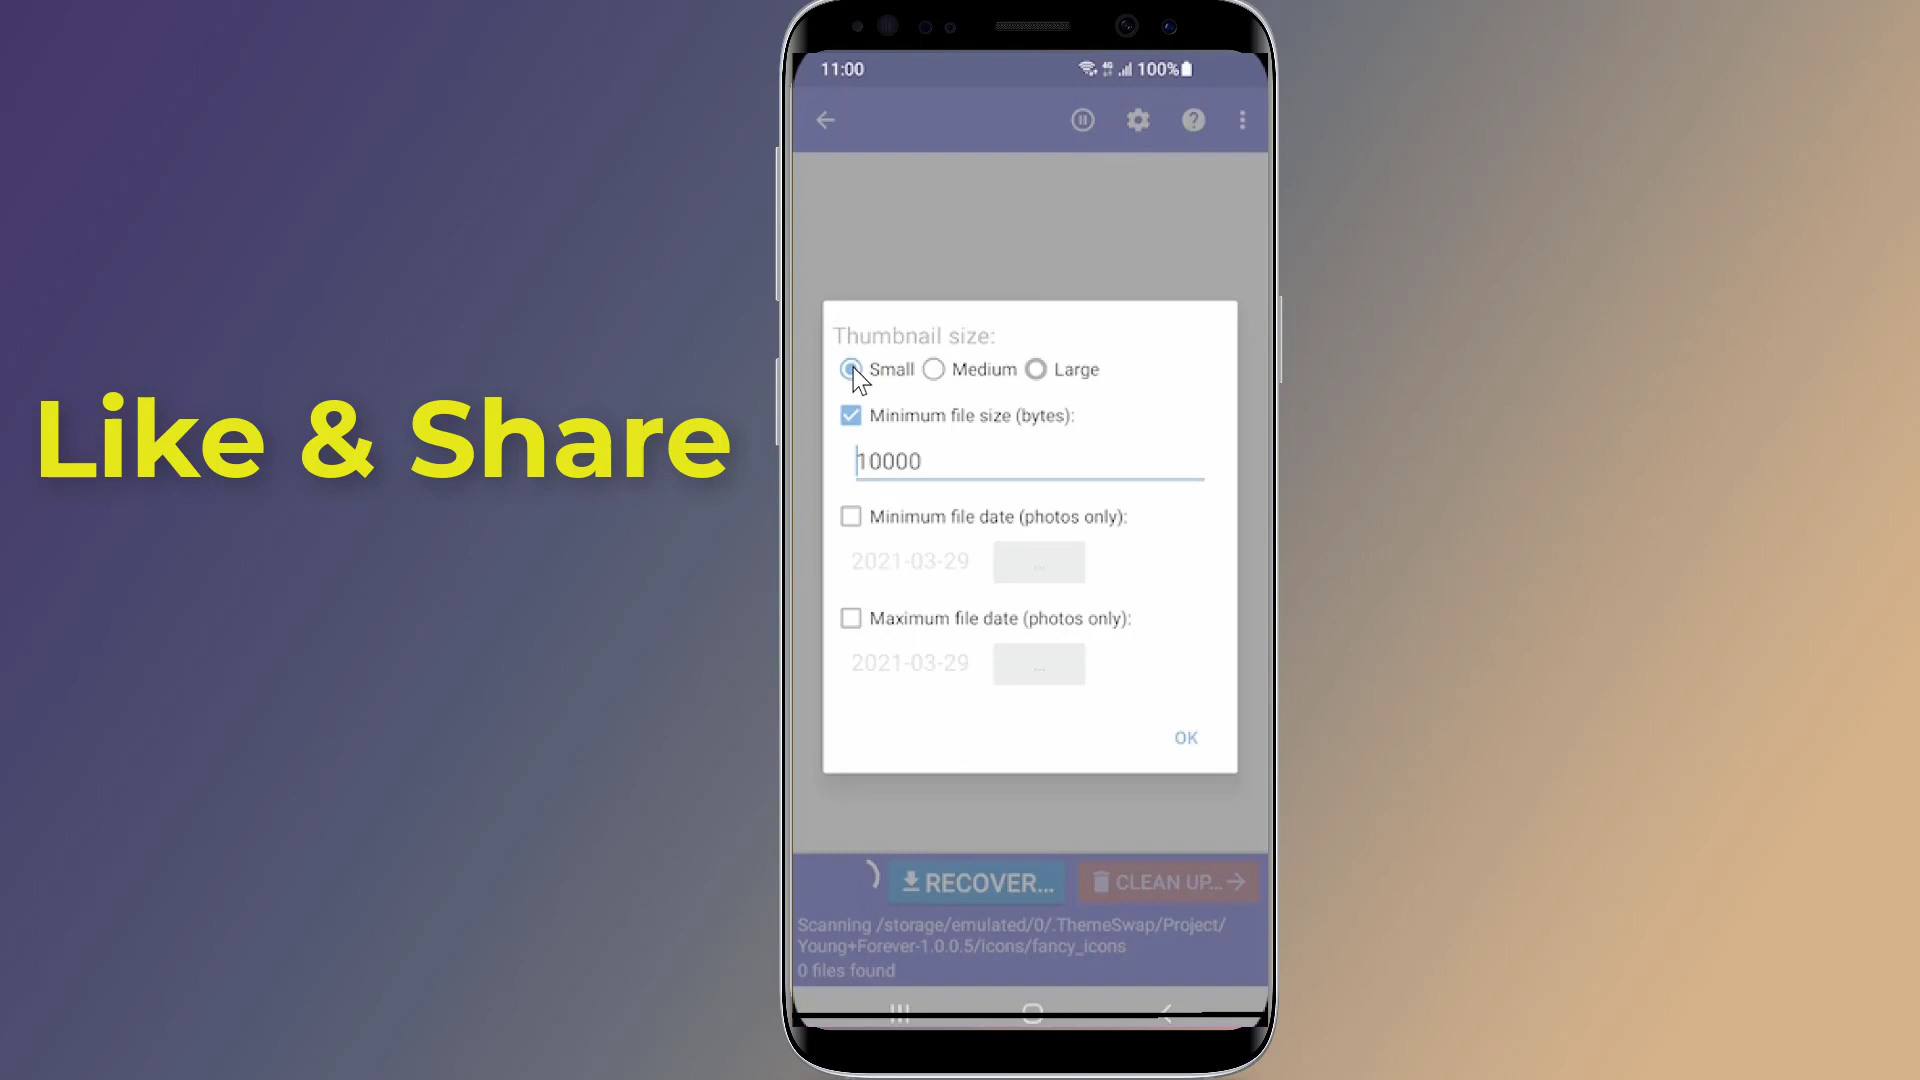 Like & Share
11:00 4G 100%
Thumbnail size:
Small Medium Large
Minimum file size (bytes):
10000
Minimum file date (photos only):
2021-03-29 ...
Maximum file date (photos only):
2021-03-29 ...
OK
RECOVER... CLEAN UP...
Scanning /storage/emulated/0/.ThemeSwap/Project/
Young+Forever-1.0.0.5/icons/fancy_icons
0 files found